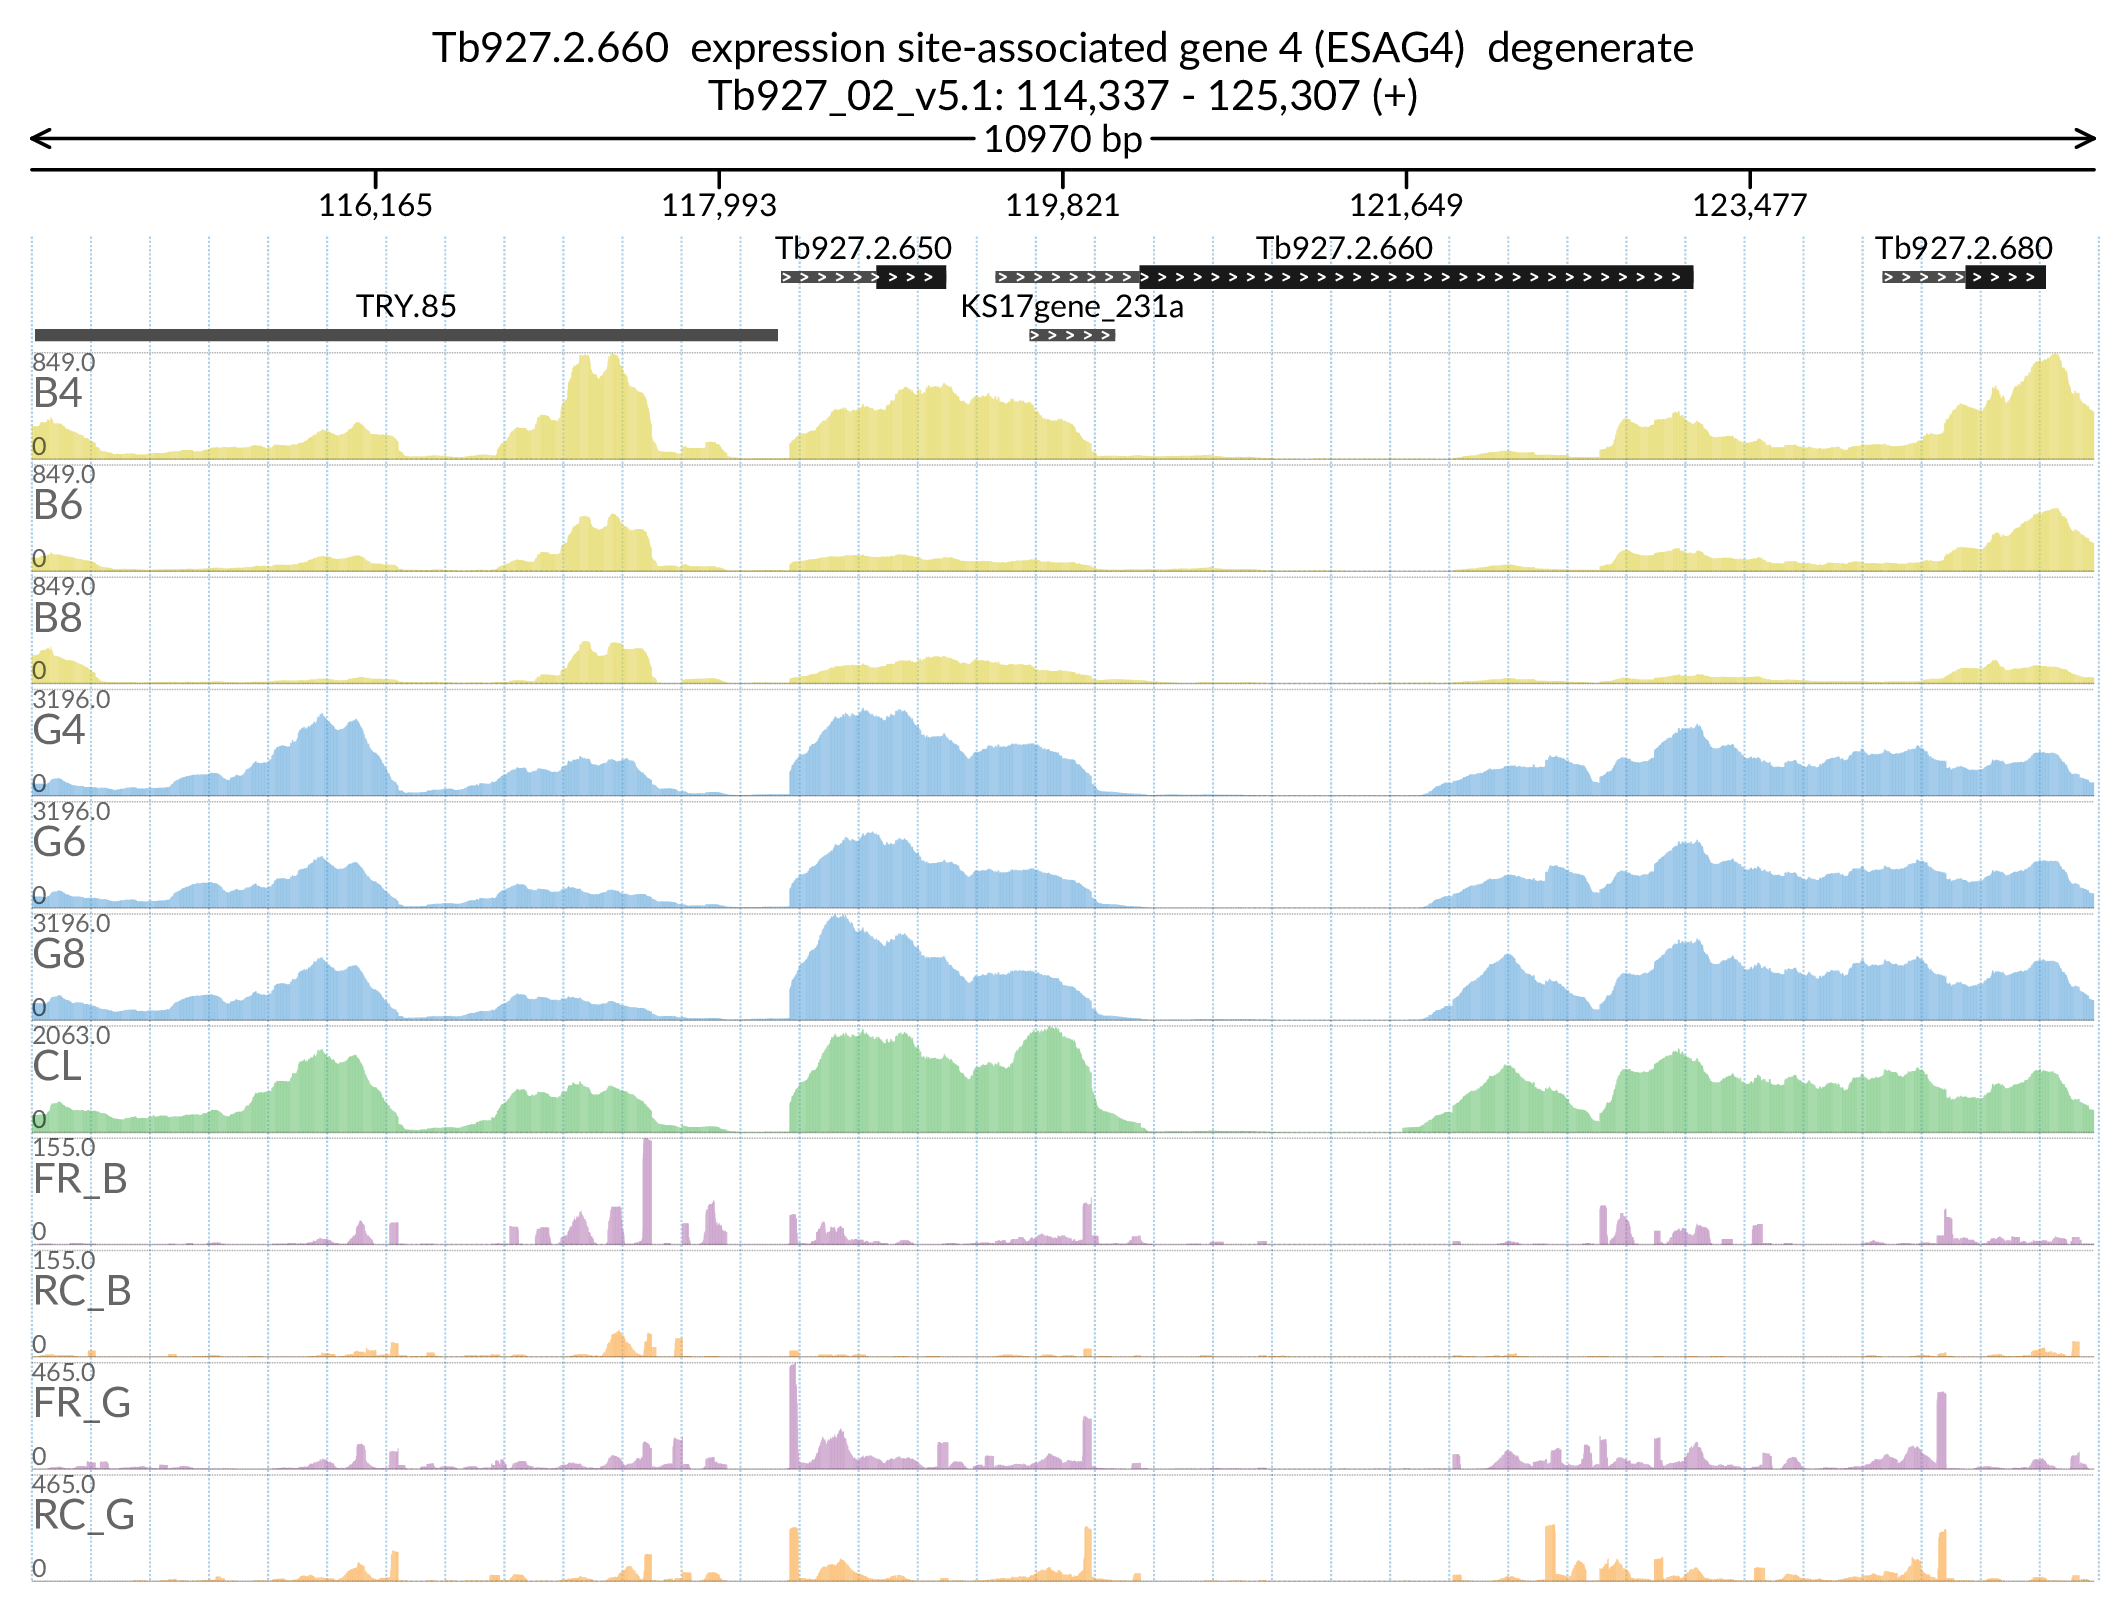 Tb927.2.660 expression site-associated gene 4 (ESAG4) degenerate
Tb927_02_v5.1: 114,337 - 125,307 (+)
10970 bp
116,165 117,993 119,821 121,649 123,477
Tb927.2.650 Tb927.2.660 Tb927.2.680
TRY.85 KS17gene_231a
849.0
B4
0
849.0
B6
0
849.0
B8
0
3196.0
G4
0
3196.0
G6
0
3196.0
G8
0
2063.0
CL
0
155.0
FR_B
0
155.0
RC_B
0
465.0
FR_G
0
465.0
RC_G
0